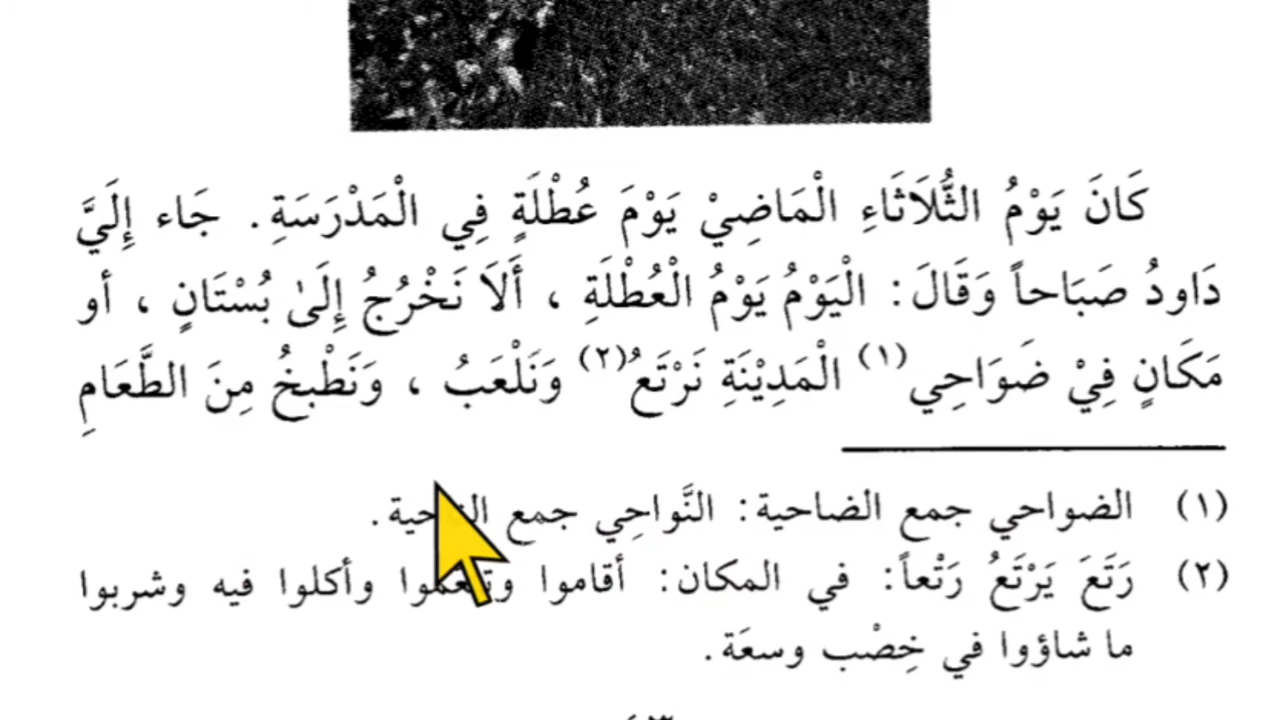 كَانَ يَوْمُ الثُّلَاثَاءِ الْمَاضِيْ يَوْمَ عُطْلَةٍ فِي الْمَدْرَسَةِ. جَاء إِلَيَّ
دَاودُ صَبَاحاً وَقَالَ: الْيَوْمُ يَوْمُ الْعُطْلَةِ ، أَلَا نَخْرُجُ إِلَىٰ بُسْتَانٍ ، أو
مَكَانٍ فِيْ ضَوَاحِي(١) الْمَدِيْنَةِ نَرْتَعُ(٢) وَنَلْعَبُ ، وَنَطْبخُ مِنَ الطَّعَامِ
(١) الضواحي جمع الضاحية: النَّواحِي جمع
(٢) رَتَعَ يَرْتَعُ رَتْعاً: في المكان: أقاموا وأكلوا فيه وشربوا
ما شاؤوا في خِصْب وسعَة.